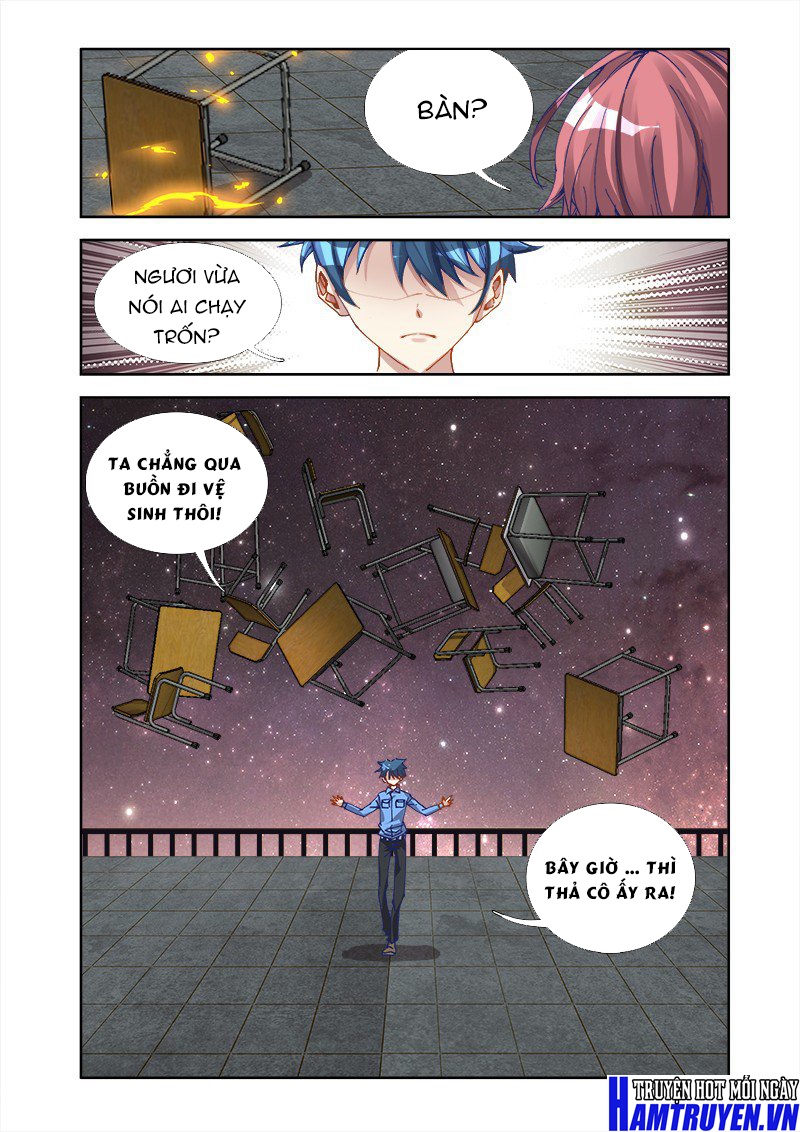 BÀN?
NGƯƠI VỪA
NÓI AI CHẠY
TRỐN?
TA CHẲNG QUA
BUỒN ĐI VỆ
SINH THÔI!
BÂY GIỜ ... THÌ
THẢ CÔ ẤY RA!
TRUYỆN HOT MỖI NGÀY
HAMTRUYEN.VN